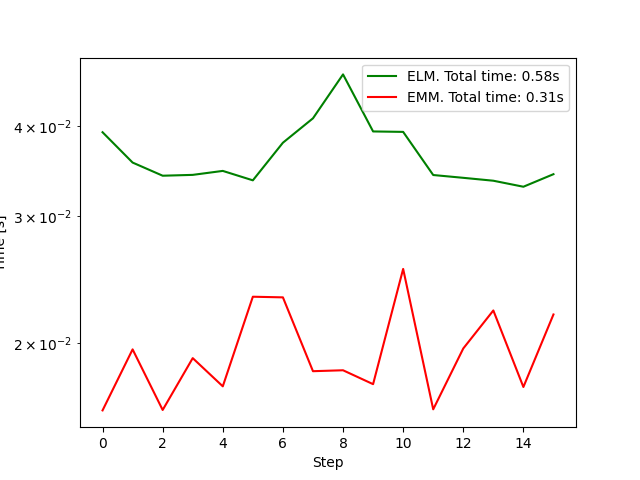 ELM. Total time: 0.58s
EMM. Total time: 0.31s
4 × 10⁻²
3 × 10⁻²
2 × 10⁻²
[s]
0 2 4 6 8 10 12 14
Step